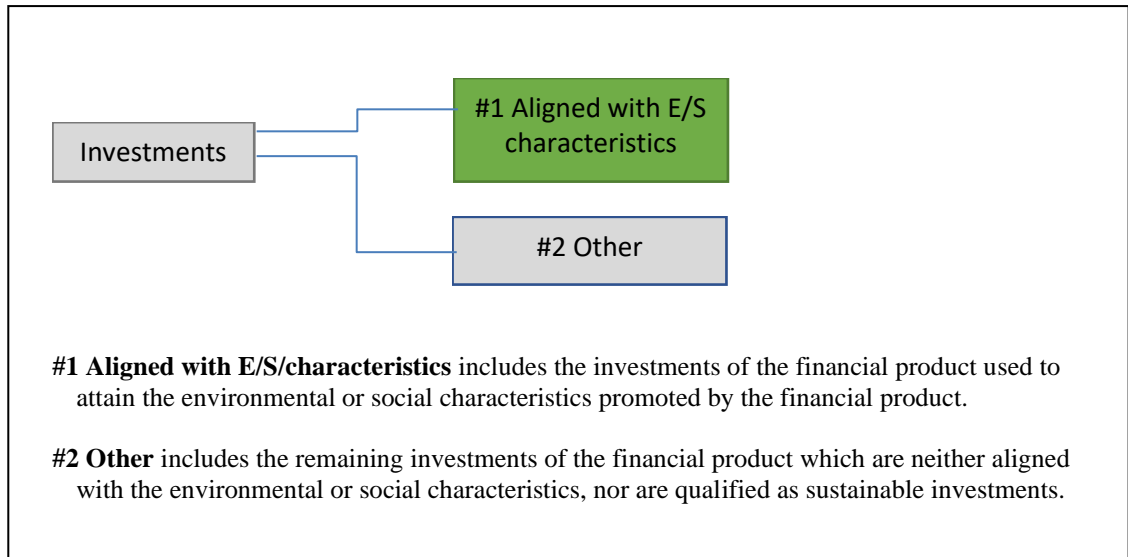 #1 Aligned with E/S
characteristics
Investments
#2 Other
#1 Aligned with E/S/characteristics includes the investments of the financial product used to
attain the environmental or social characteristics promoted by the financial product.
#2 Other includes the remaining investments of the financial product which are neither aligned
with the environmental or social characteristics, nor are qualified as sustainable investments.